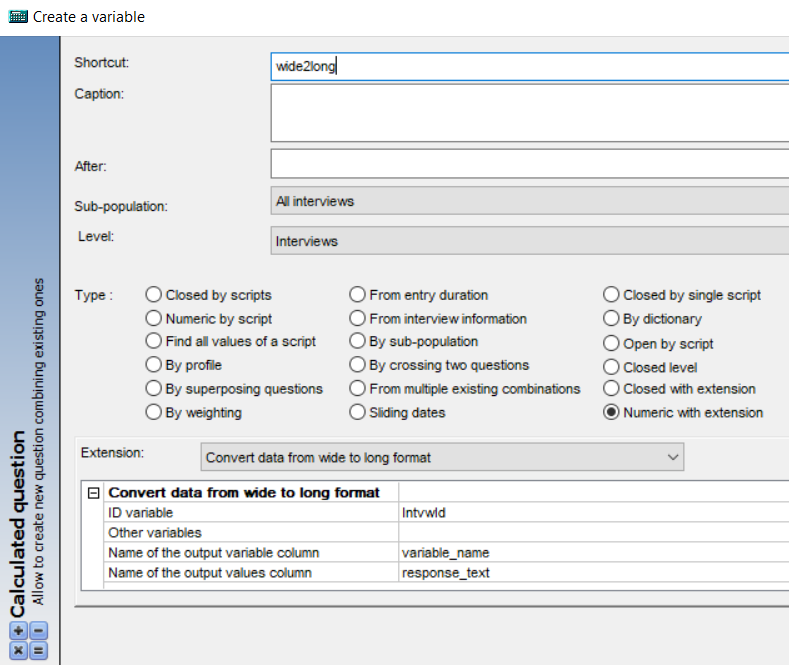 Create a variable
Shortcut: wide2long
Caption:
After:
Sub-population: All interviews
Level: Interviews
Type : Closed by scripts From entry duration Closed by single script
Numeric by script From interview information By dictionary
Find all values of a script By sub-population Open by script
By profile By crossing two questions Closed level
By superposing questions From multiple existing combinations Closed with extension
By weighting Sliding dates Numeric with extension
Extension: Convert data from wide to long format
Convert data from wide to long format
ID variable IntvwId
Other variables
Name of the output variable column variable_name
Name of the output values column response_text
Calculated question
Allow to create new question combining existing ones